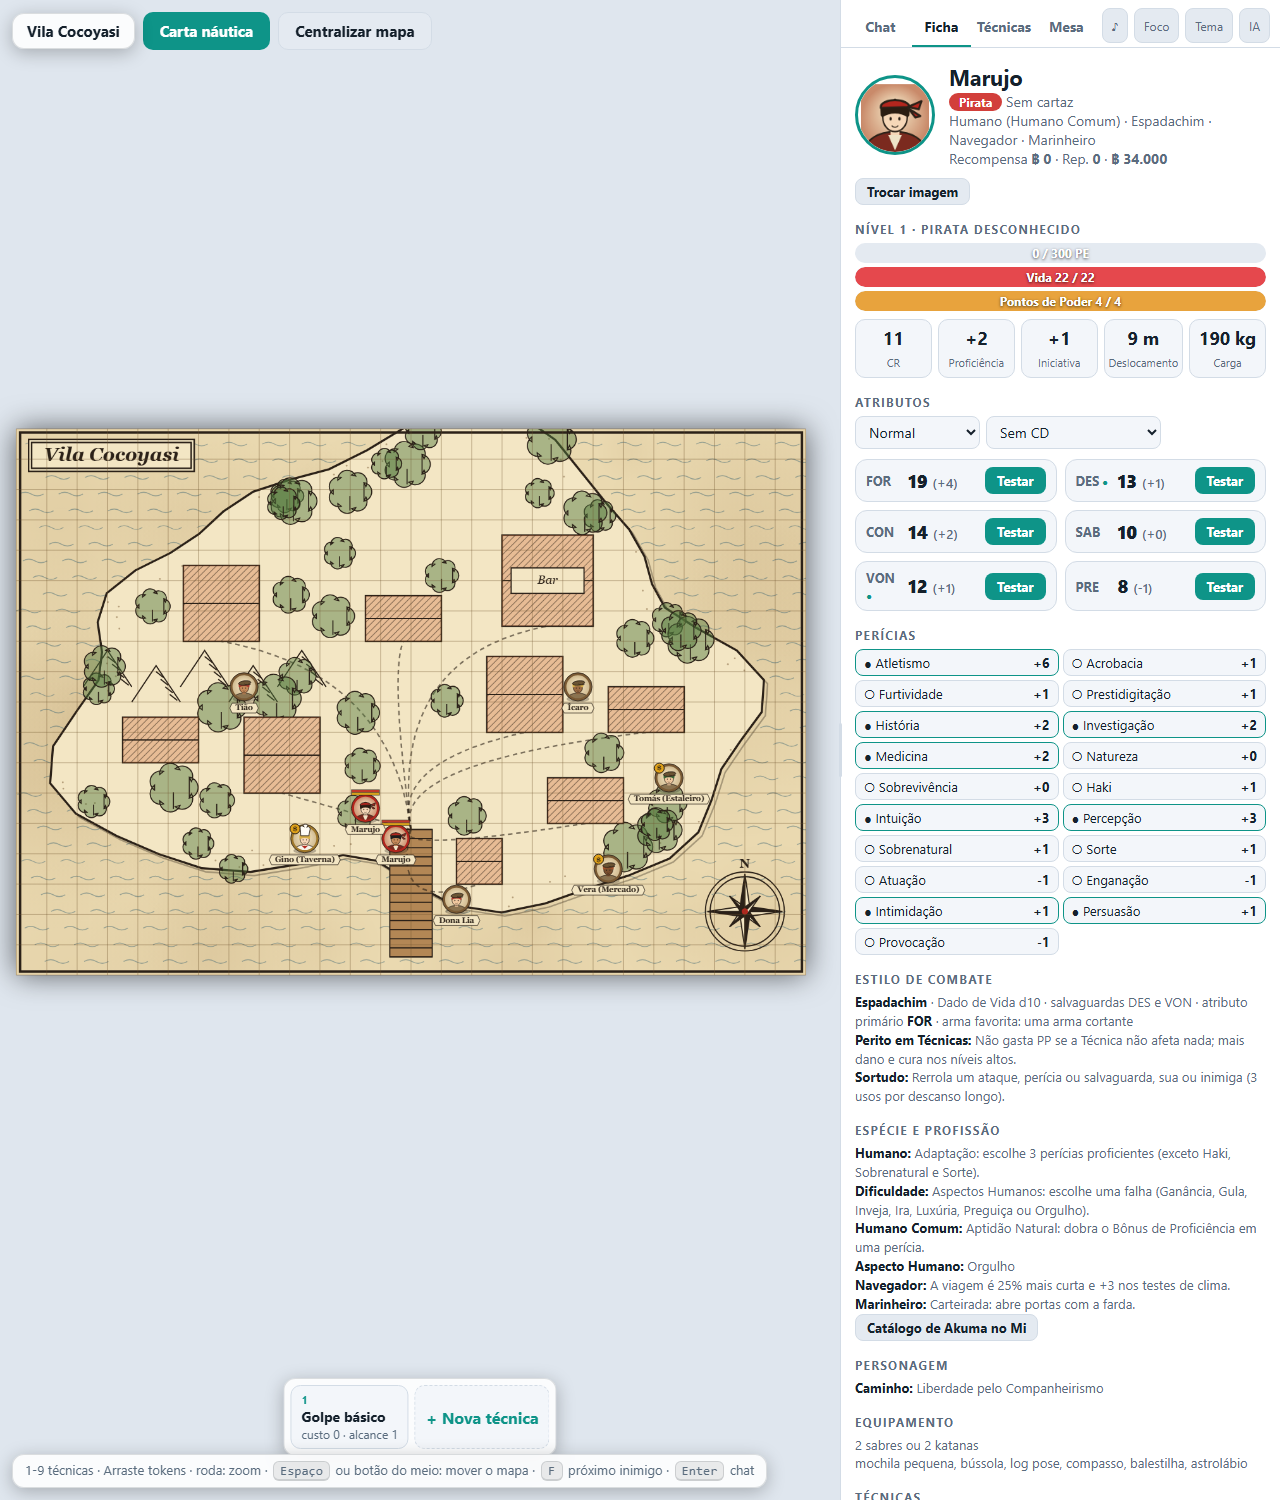 Vila Cocoyasi
Carta náutica
Centralizar mapa
Chat
Ficha
Técnicas
Mesa
♪
Foco
Tema
IA
Marujo
Pirata Sem cartaz
Humano (Humano Comum) · Espadachim ·
Navegador · Marinheiro
Recompensa ฿ 0 · Rep. 0 · ฿ 34.000
Trocar imagem
NÍVEL 1 · PIRATA DESCONHECIDO
0 / 300 PE
Vida 22 / 22
Pontos de Poder 4 / 4
11
CR
+2
Proficiência
+1
Iniciativa
9 m
Deslocamento
190 kg
Carga
ATRIBUTOS
Normal
Sem CD
FOR 19 (+4) Testar
DES • 13 (+1) Testar
CON 14 (+2) Testar
SAB 10 (+0) Testar
VON • 12 (+1) Testar
PRE 8 (-1) Testar
PERÍCIAS
● Atletismo +6
○ Acrobacia +1
○ Furtividade +1
○ Prestidigitação +1
● História +2
● Investigação +2
● Medicina +2
○ Natureza +0
○ Sobrevivência +0
○ Haki +1
● Intuição +3
● Percepção +3
○ Sobrenatural +1
○ Sorte +1
○ Atuação -1
○ Enganação -1
● Intimidação +1
● Persuasão +1
○ Provocação -1
ESTILO DE COMBATE
Espadachim · Dado de Vida d10 · salvaguardas DES e VON · atributo
primário FOR · arma favorita: uma arma cortante
Perito em Técnicas: Não gasta PP se a Técnica não afeta nada; mais
dano e cura nos níveis altos.
Sortudo: Rerrola um ataque, perícia ou salvaguarda, sua ou inimiga (3
usos por descanso longo).
ESPÉCIE E PROFISSÃO
Humano: Adaptação: escolhe 3 perícias proficientes (exceto Haki,
Sobrenatural e Sorte).
Dificuldade: Aspectos Humanos: escolhe uma falha (Ganância, Gula,
Inveja, Ira, Luxúria, Preguiça ou Orgulho).
Humano Comum: Aptidão Natural: dobra o Bônus de Proficiência em
uma perícia.
Aspecto Humano: Orgulho
Navegador: A viagem é 25% mais curta e +3 nos testes de clima.
Marinheiro: Carteirada: abre portas com a farda.
Catálogo de Akuma no Mi
PERSONAGEM
Caminho: Liberdade pelo Companheirismo
EQUIPAMENTO
2 sabres ou 2 katanas
mochila pequena, bússola, log pose, compasso, balestilha, astrolábio
TÉCNICAS
Vila Cocoyasi
Bar
Tião
Ícaro
Tomás (Estaleiro)
Marujo
Marujo
Gino (Taverna)
Vera (Mercado)
Dona Lia
N
1
Golpe básico
custo 0 · alcance 1
+ Nova técnica
1-9 técnicas · Arraste tokens · roda: zoom · Espaço ou botão do meio: mover o mapa · F próximo inimigo · Enter chat